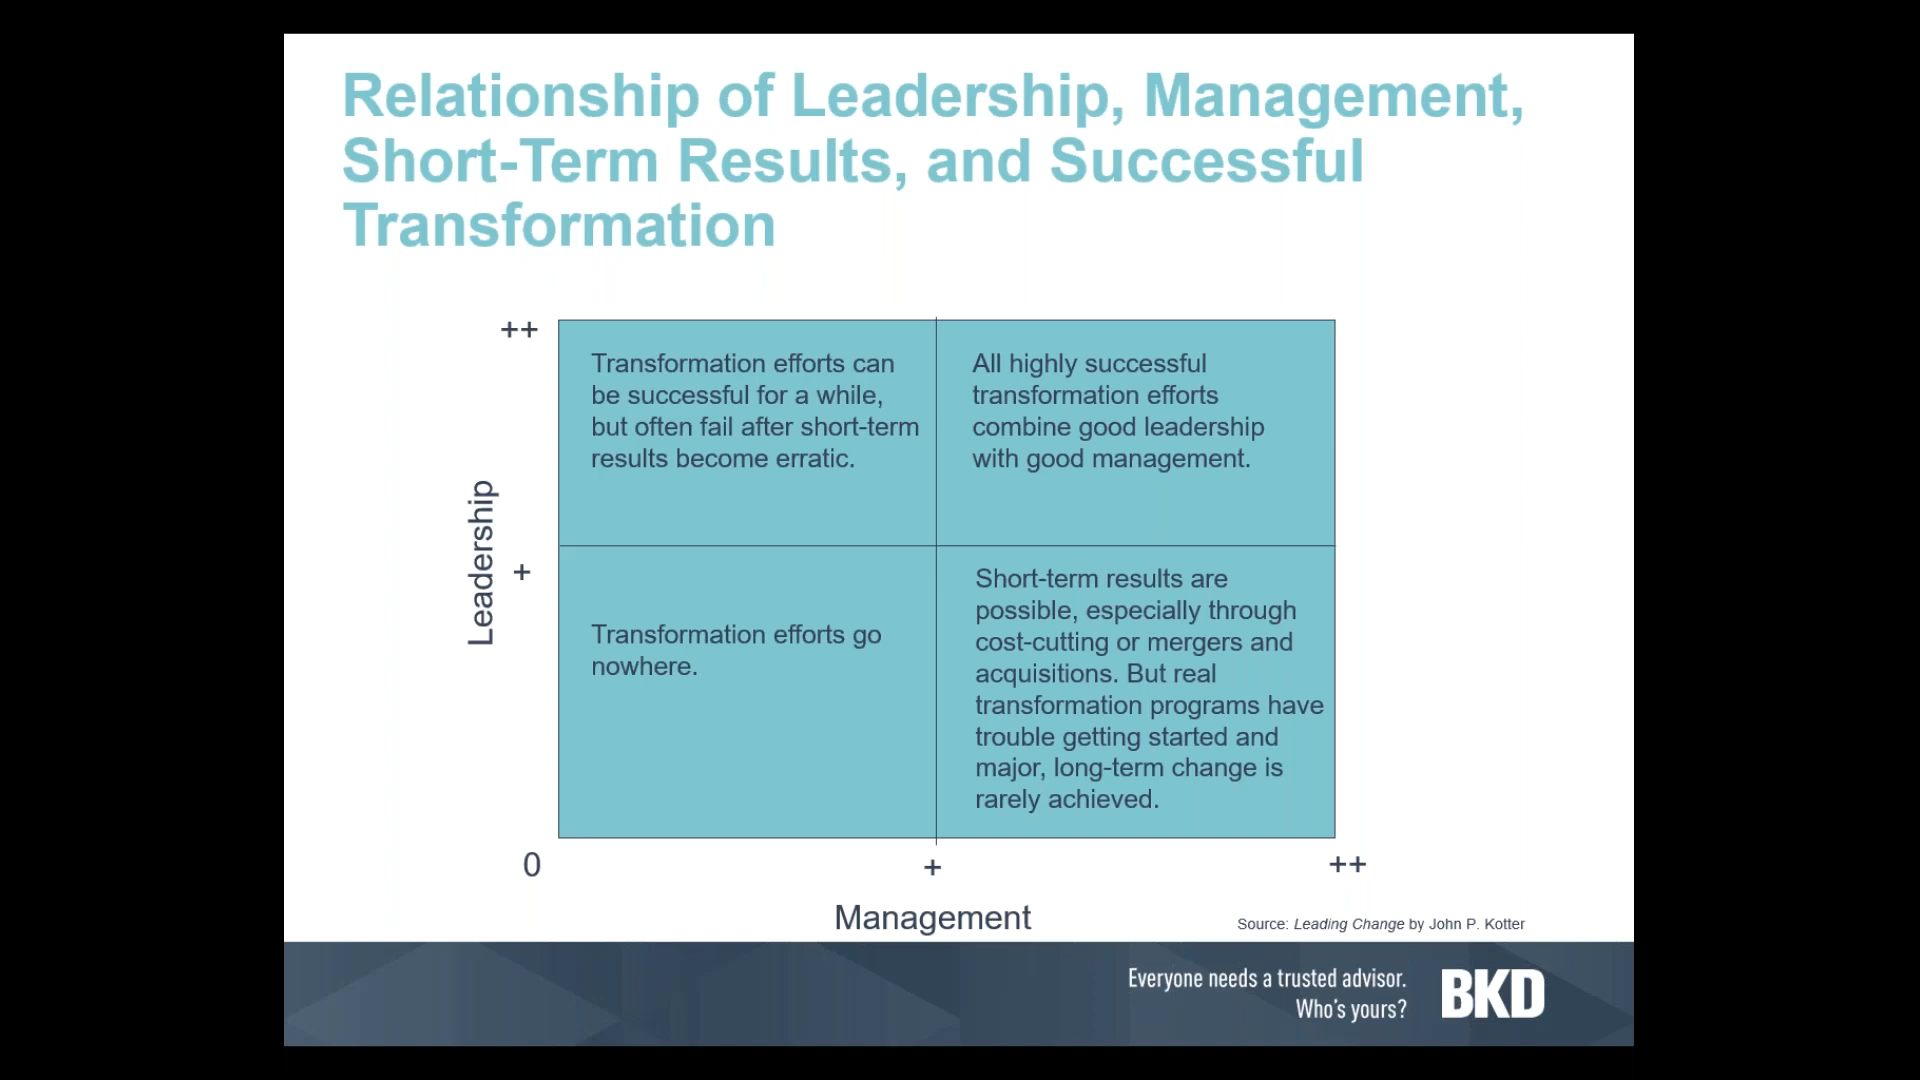 Relationship of Leadership, Management,
Short-Term Results, and Successful
Transformation
++
Transformation efforts can
be successful for a while,
but often fail after short-term
results become erratic.
All highly successful
transformation efforts
combine good leadership
with good management.
Leadership
+
Transformation efforts go
nowhere.
Short-term results are
possible, especially through
cost-cutting or mergers and
acquisitions. But real
transformation programs have
trouble getting started and
major, long-term change is
rarely achieved.
0
+
++
Management
Source: Leading Change by John P. Kotter
Everyone needs a trusted advisor.
Who's yours?
BKD